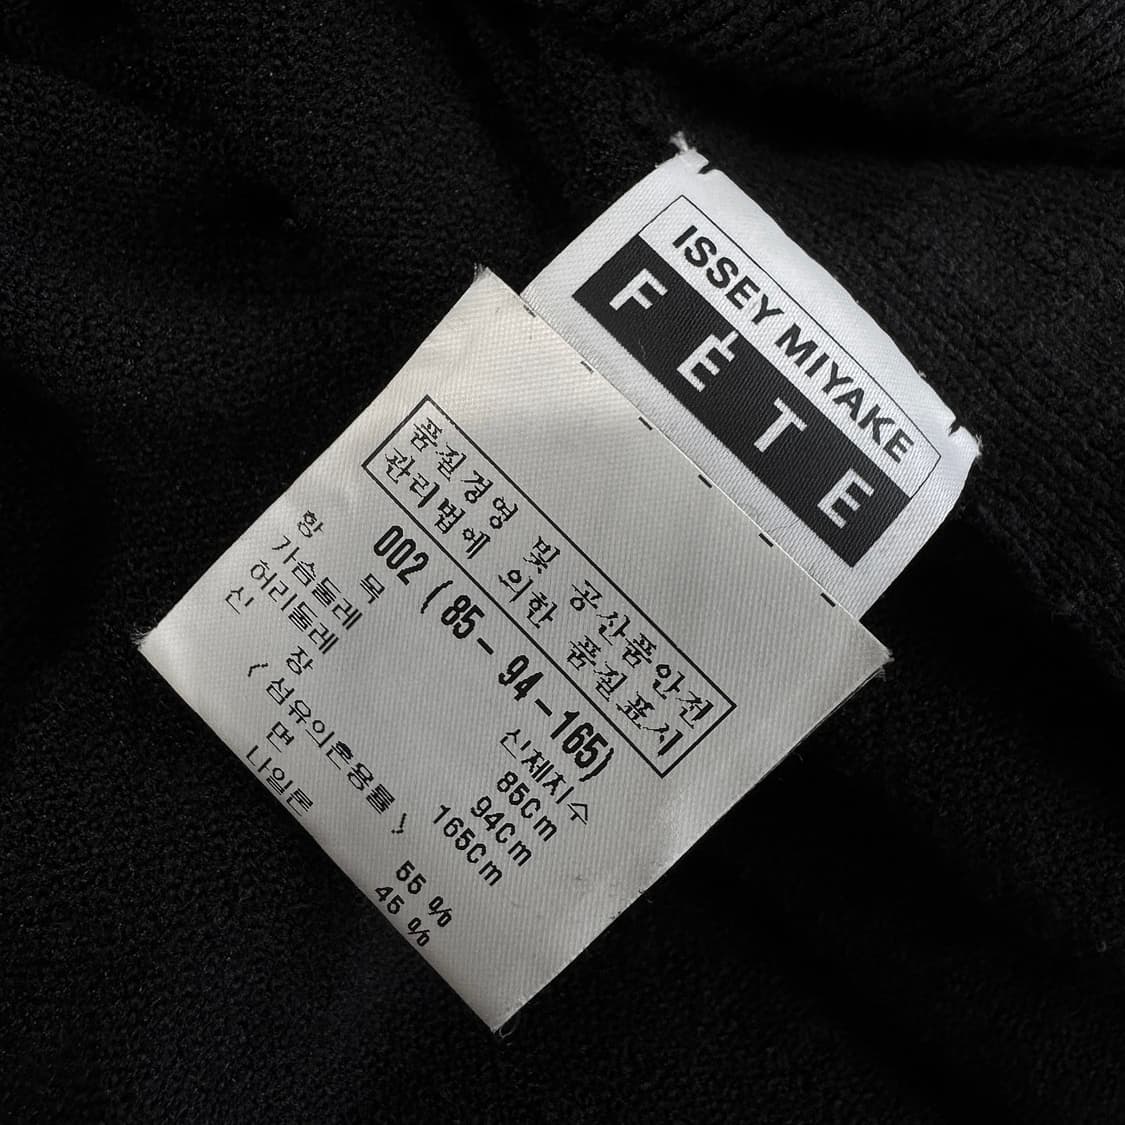 ISSEY MIYAKE
FÊTE
품질경영 및 공산품안전
관리법에 의한 품질표시
002 ( 85 - 94 - 165)
항 목 신체치수
가슴둘레 85cm
허리둘레 94cm
신 장 165cm
( 섬유의혼용률 )
면 55 %
나일론 45 %